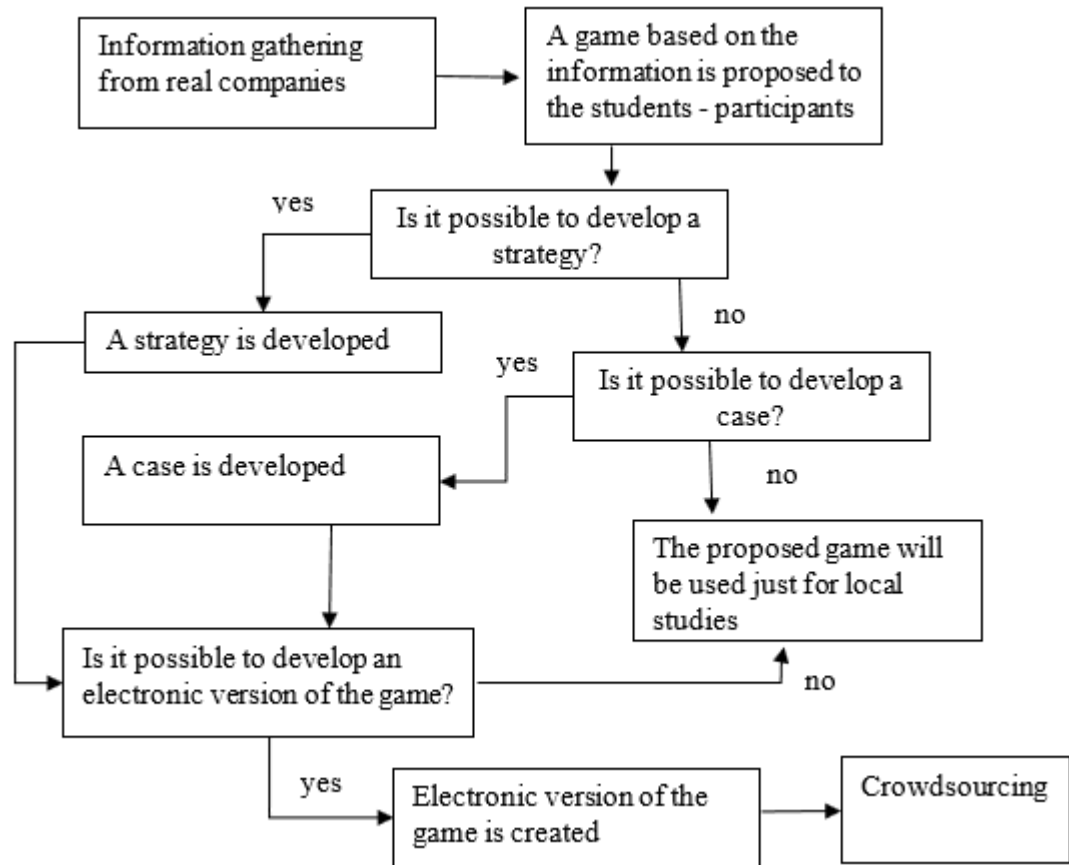 Information gathering
from real companies
A game based on the
information is proposed to
the students - participants
yes
Is it possible to develop a
strategy?
no
A strategy is developed
yes
Is it possible to develop a
case?
A case is developed
no
The proposed game will
be used just for local
studies
Is it possible to develop an
electronic version of the game?
no
yes
Electronic version of the
game is created
Crowdsourcing